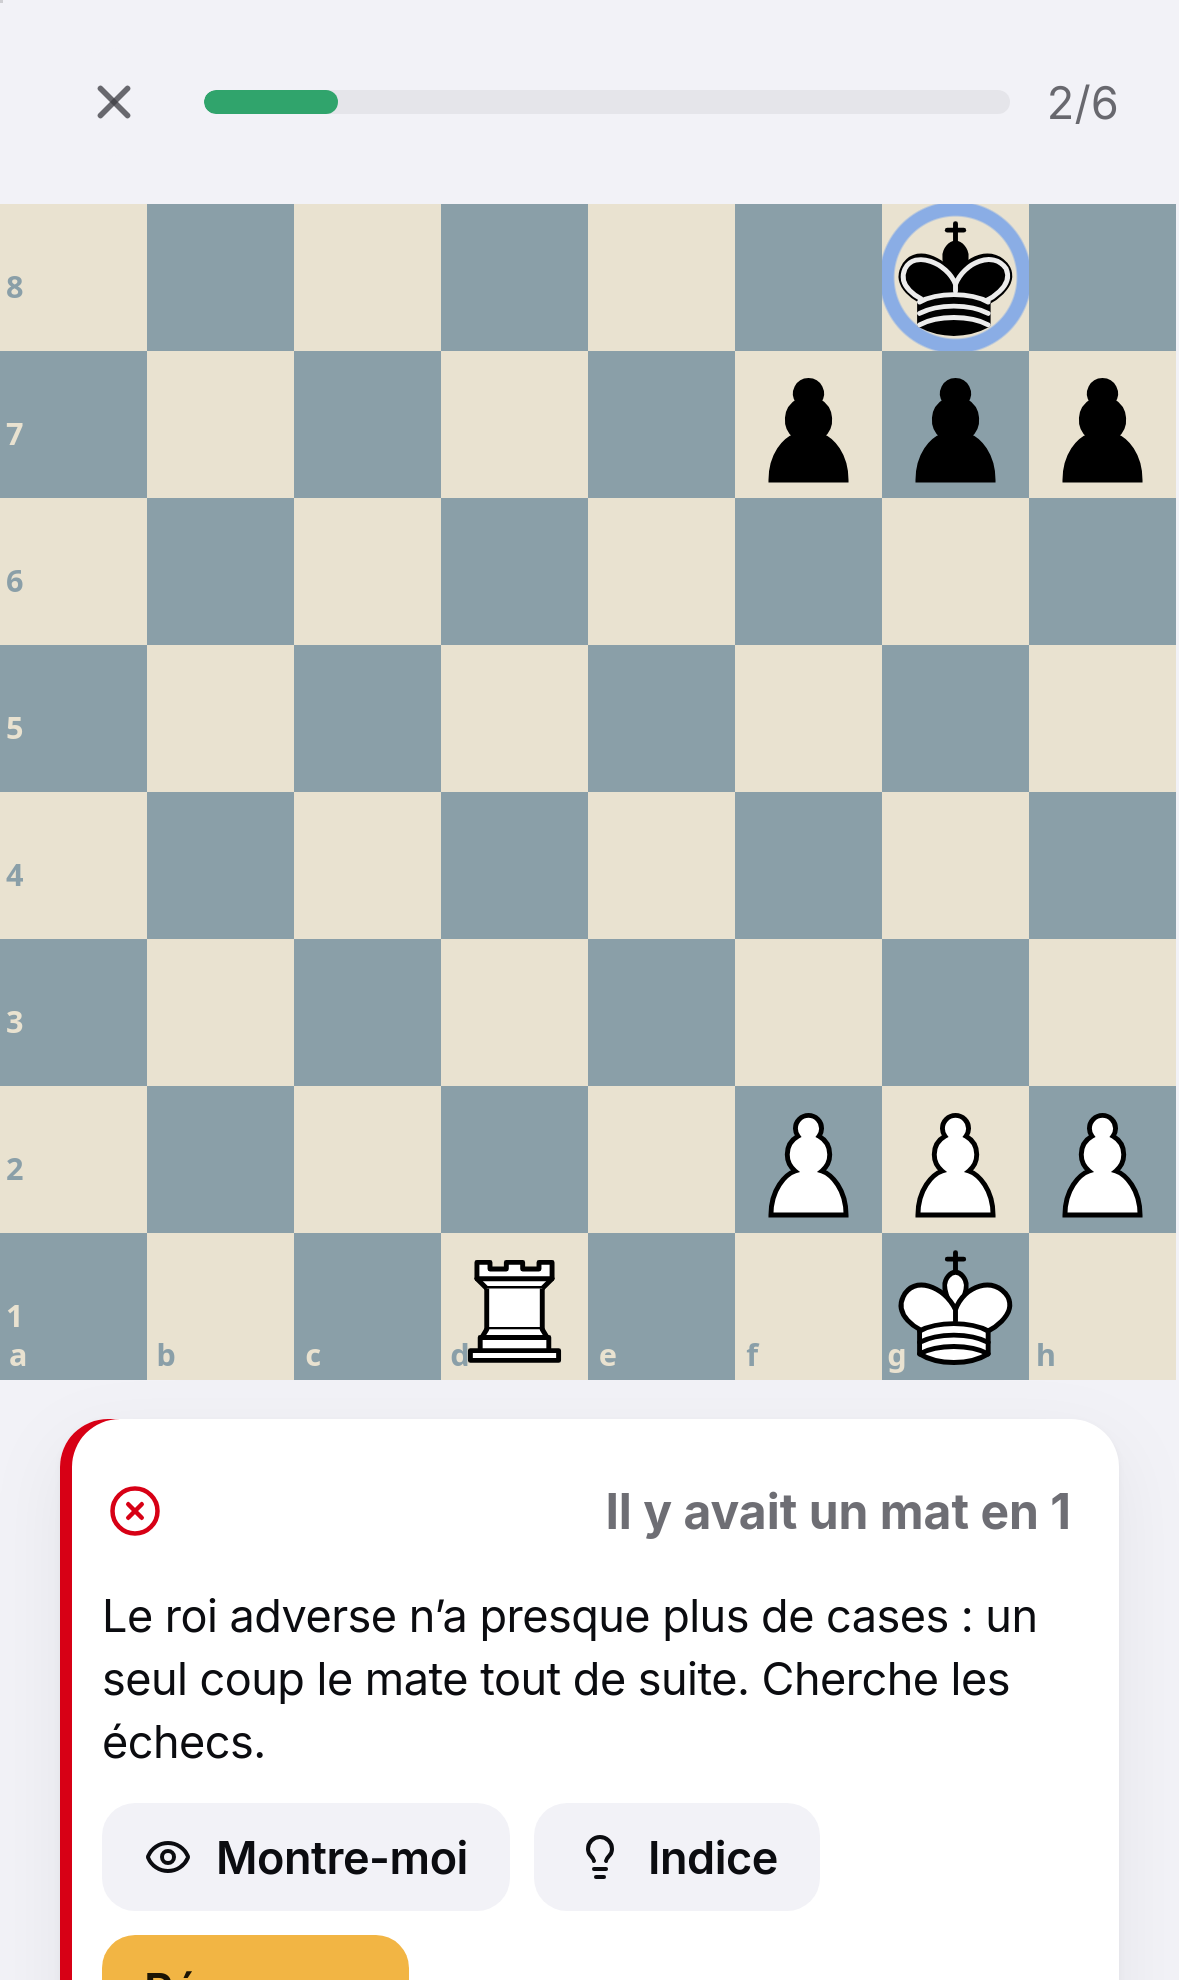 2/6
8
7
6
5
4
3
2
1
a b c d e f g h
Il y avait un mat en 1
Le roi adverse n’a presque plus de cases : un
seul coup le mate tout de suite. Cherche les
échecs.
Montre-moi Indice